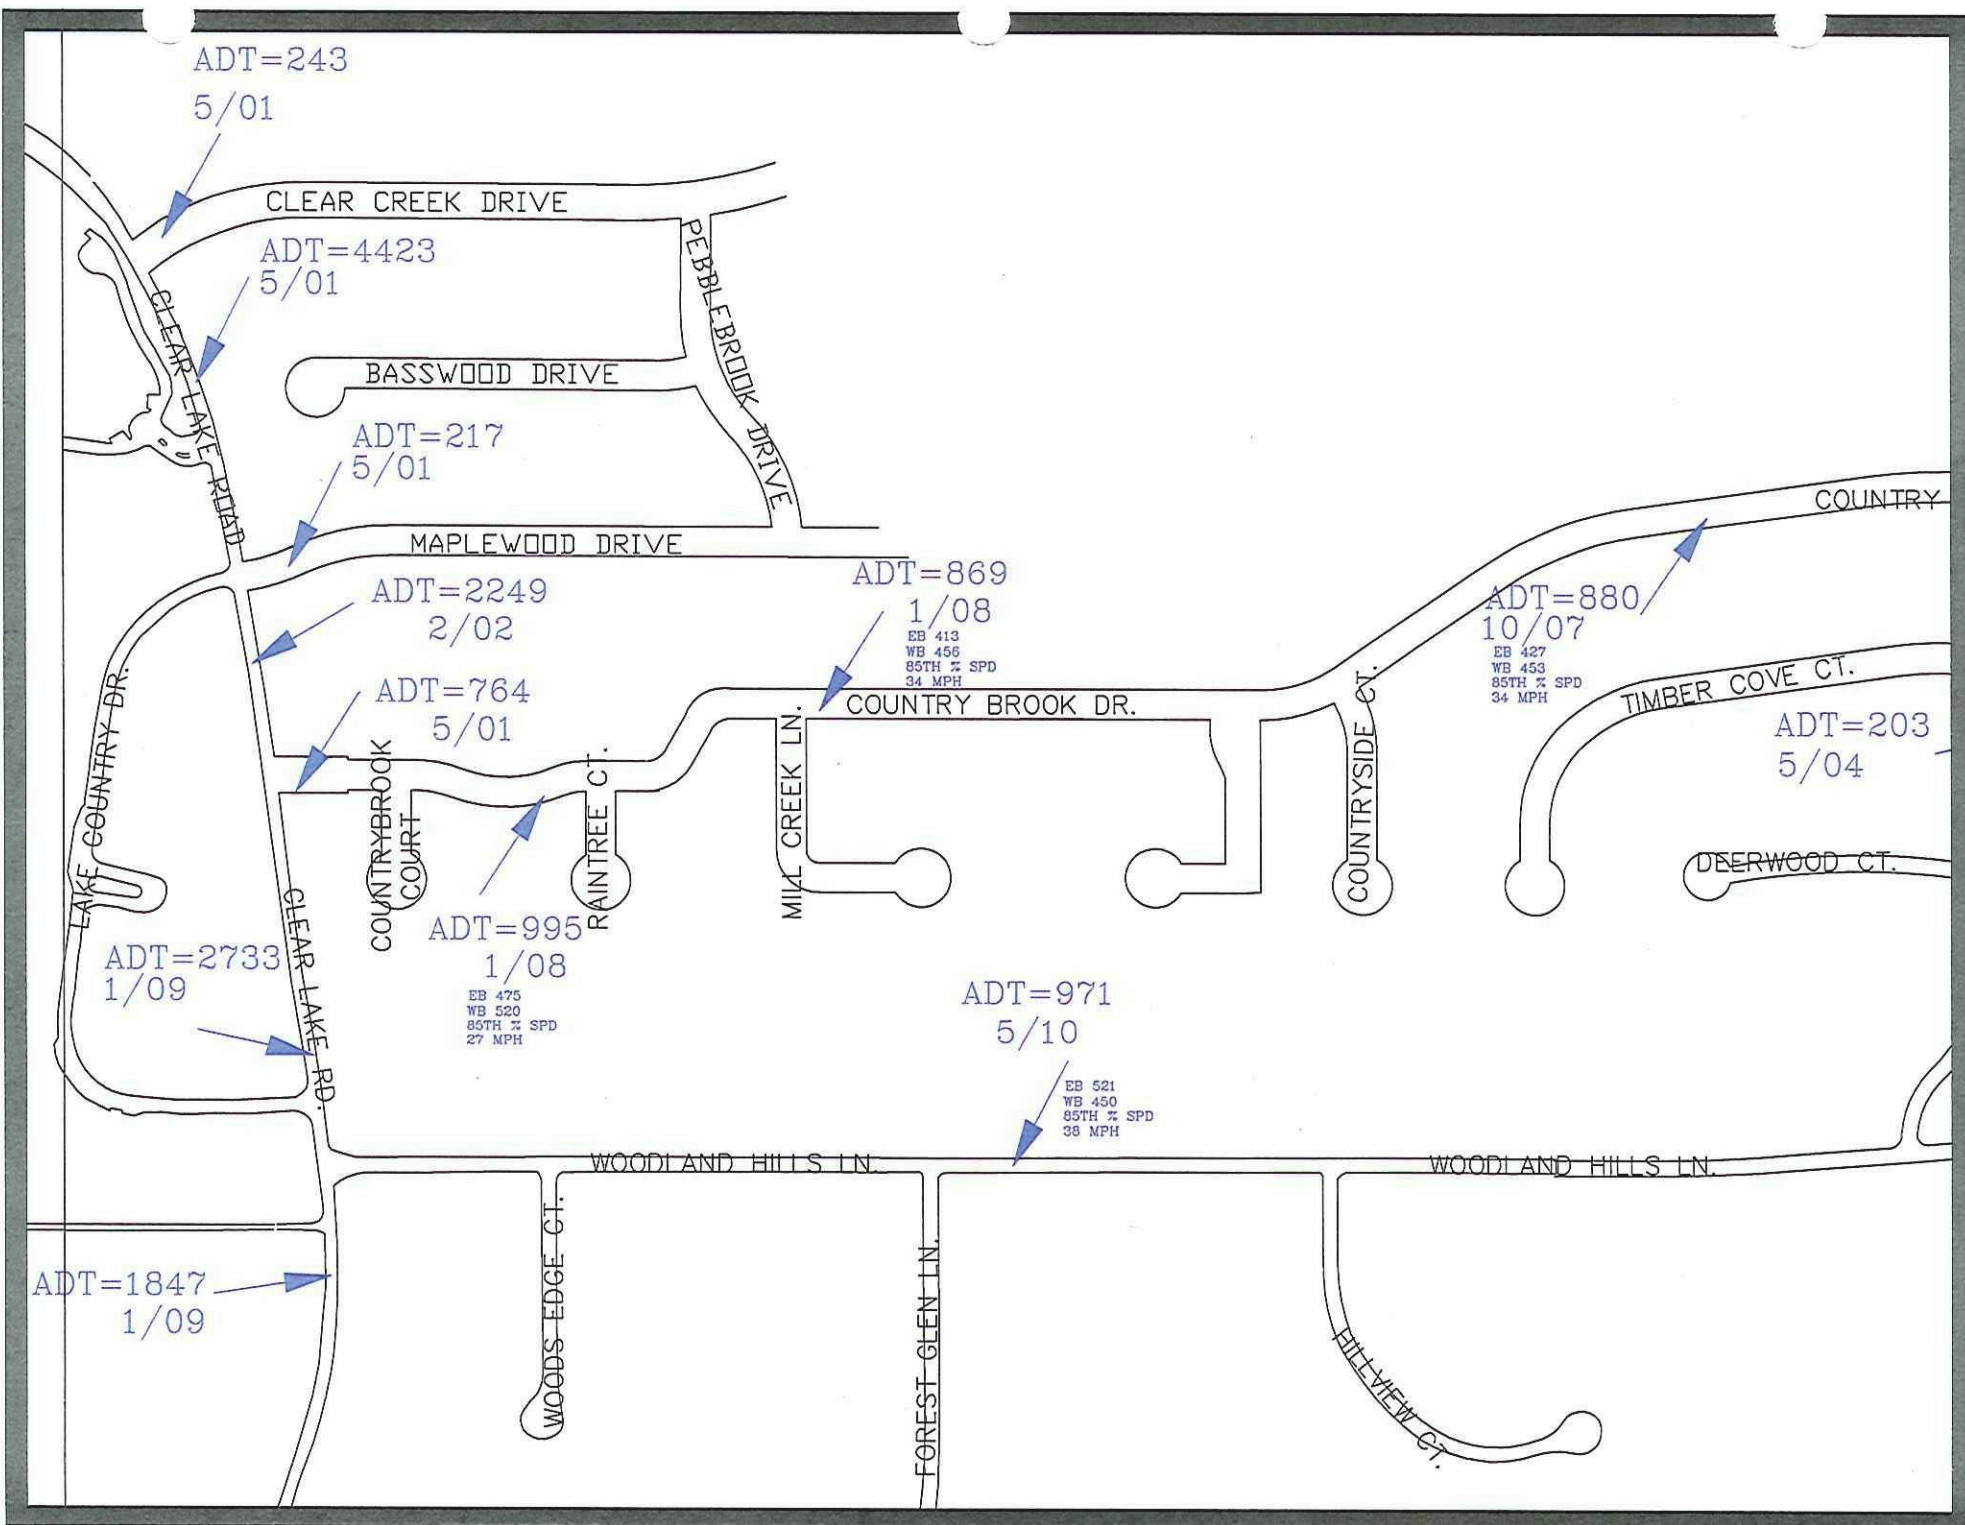 ADT=243
5/01
CLEAR CREEK DRIVE
ADT=4423
5/01
PEBBLEBROOK DRIVE
CLEAR LAKE ROAD
BASSWOOD DRIVE
ADT=217
5/01
COUNTRY
MAPLEWOOD DRIVE
ADT=869
1/08
EB 413
WB 456
85TH % SPD
34 MPH
ADT=2249
2/02
ADT=880
10/07
EB 427
WB 453
85TH % SPD
34 MPH
ADT=764
5/01
COUNTRY BROOK DR.
TIMBER COVE CT.
ADT=203
5/04
LAKE COUNTRY DR.
COUNTRYBROOK
COURT
RAINTREE CT.
MILL CREEK LN.
COUNTRYSIDE CT.
DEERWOOD CT.
CLEAR LAKE RD.
ADT=995
1/08
EB 475
WB 520
85TH % SPD
27 MPH
ADT=2733
1/09
ADT=971
5/10
EB 521
WB 450
85TH % SPD
38 MPH
WOODLAND HILLS LN.
WOODLAND HILLS LN.
WOODS EDGE CT.
FOREST GLEN LN.
HILLVIEW CT.
ADT=1847
1/09